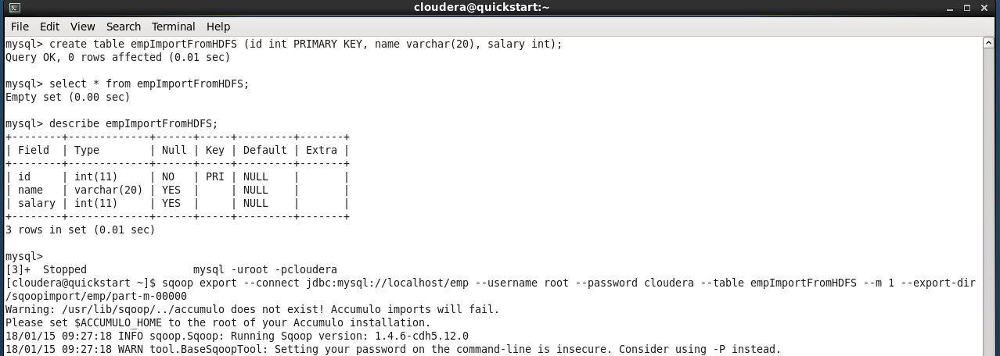 cloudera@quickstart:~
File Edit View Search Terminal Help
mysql> create table empImportFromHDFS (id int PRIMARY KEY, name varchar(20), salary int);
Query OK, 0 rows affected (0.01 sec)
mysql> select * from empImportFromHDFS;
Empty set (0.00 sec)
mysql> describe empImportFromHDFS;
+--------+-------------+------+-----+---------+-------+
| Field  | Type        | Null | Key | Default | Extra |
+--------+-------------+------+-----+---------+-------+
| id     | int(11)     | NO   | PRI | NULL    |       |
| name   | varchar(20) | YES  |     | NULL    |       |
| salary | int(11)     | YES  |     | NULL    |       |
+--------+-------------+------+-----+---------+-------+
3 rows in set (0.01 sec)
mysql>
[3]+  Stopped                 mysql -uroot -pcloudera
[cloudera@quickstart ~]$ sqoop export --connect jdbc:mysql://localhost/emp --username root --password cloudera --table empImportFromHDFS --m 1 --export-dir
/sqoopimport/emp/part-m-00000
Warning: /usr/lib/sqoop/../accumulo does not exist! Accumulo imports will fail.
Please set $ACCUMULO_HOME to the root of your Accumulo installation.
18/01/15 09:27:18 INFO sqoop.Sqoop: Running Sqoop version: 1.4.6-cdh5.12.0
18/01/15 09:27:18 WARN tool.BaseSqoopTool: Setting your password on the command-line is insecure. Consider using -P instead.